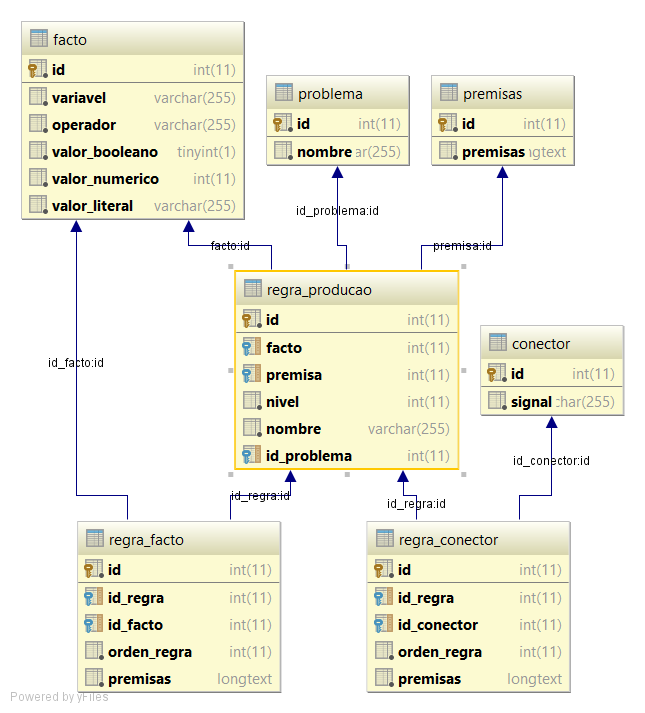 facto
id int(11)
variavel varchar(255)
operador varchar(255)
valor_booleano tinyint(1)
valor_numerico int(11)
valor_literal varchar(255)
problema
id int(11)
nombre ar(255)
premisas
id int(11)
premisas ngtext
id_problema:id
facto:id
premisa:id
regra_producao
id int(11)
facto int(11)
premisa int(11)
nivel int(11)
nombre varchar(255)
id_problema int(11)
conector
id int(11)
signal char(255)
id_facto:id
id_conector:id
id_regra:id
id_regra:id
regra_facto
id int(11)
id_regra int(11)
id_facto int(11)
orden_regra int(11)
premisas longtext
regra_conector
id int(11)
id_regra int(11)
id_conector int(11)
orden_regra int(11)
premisas longtext
Powered by yFiles